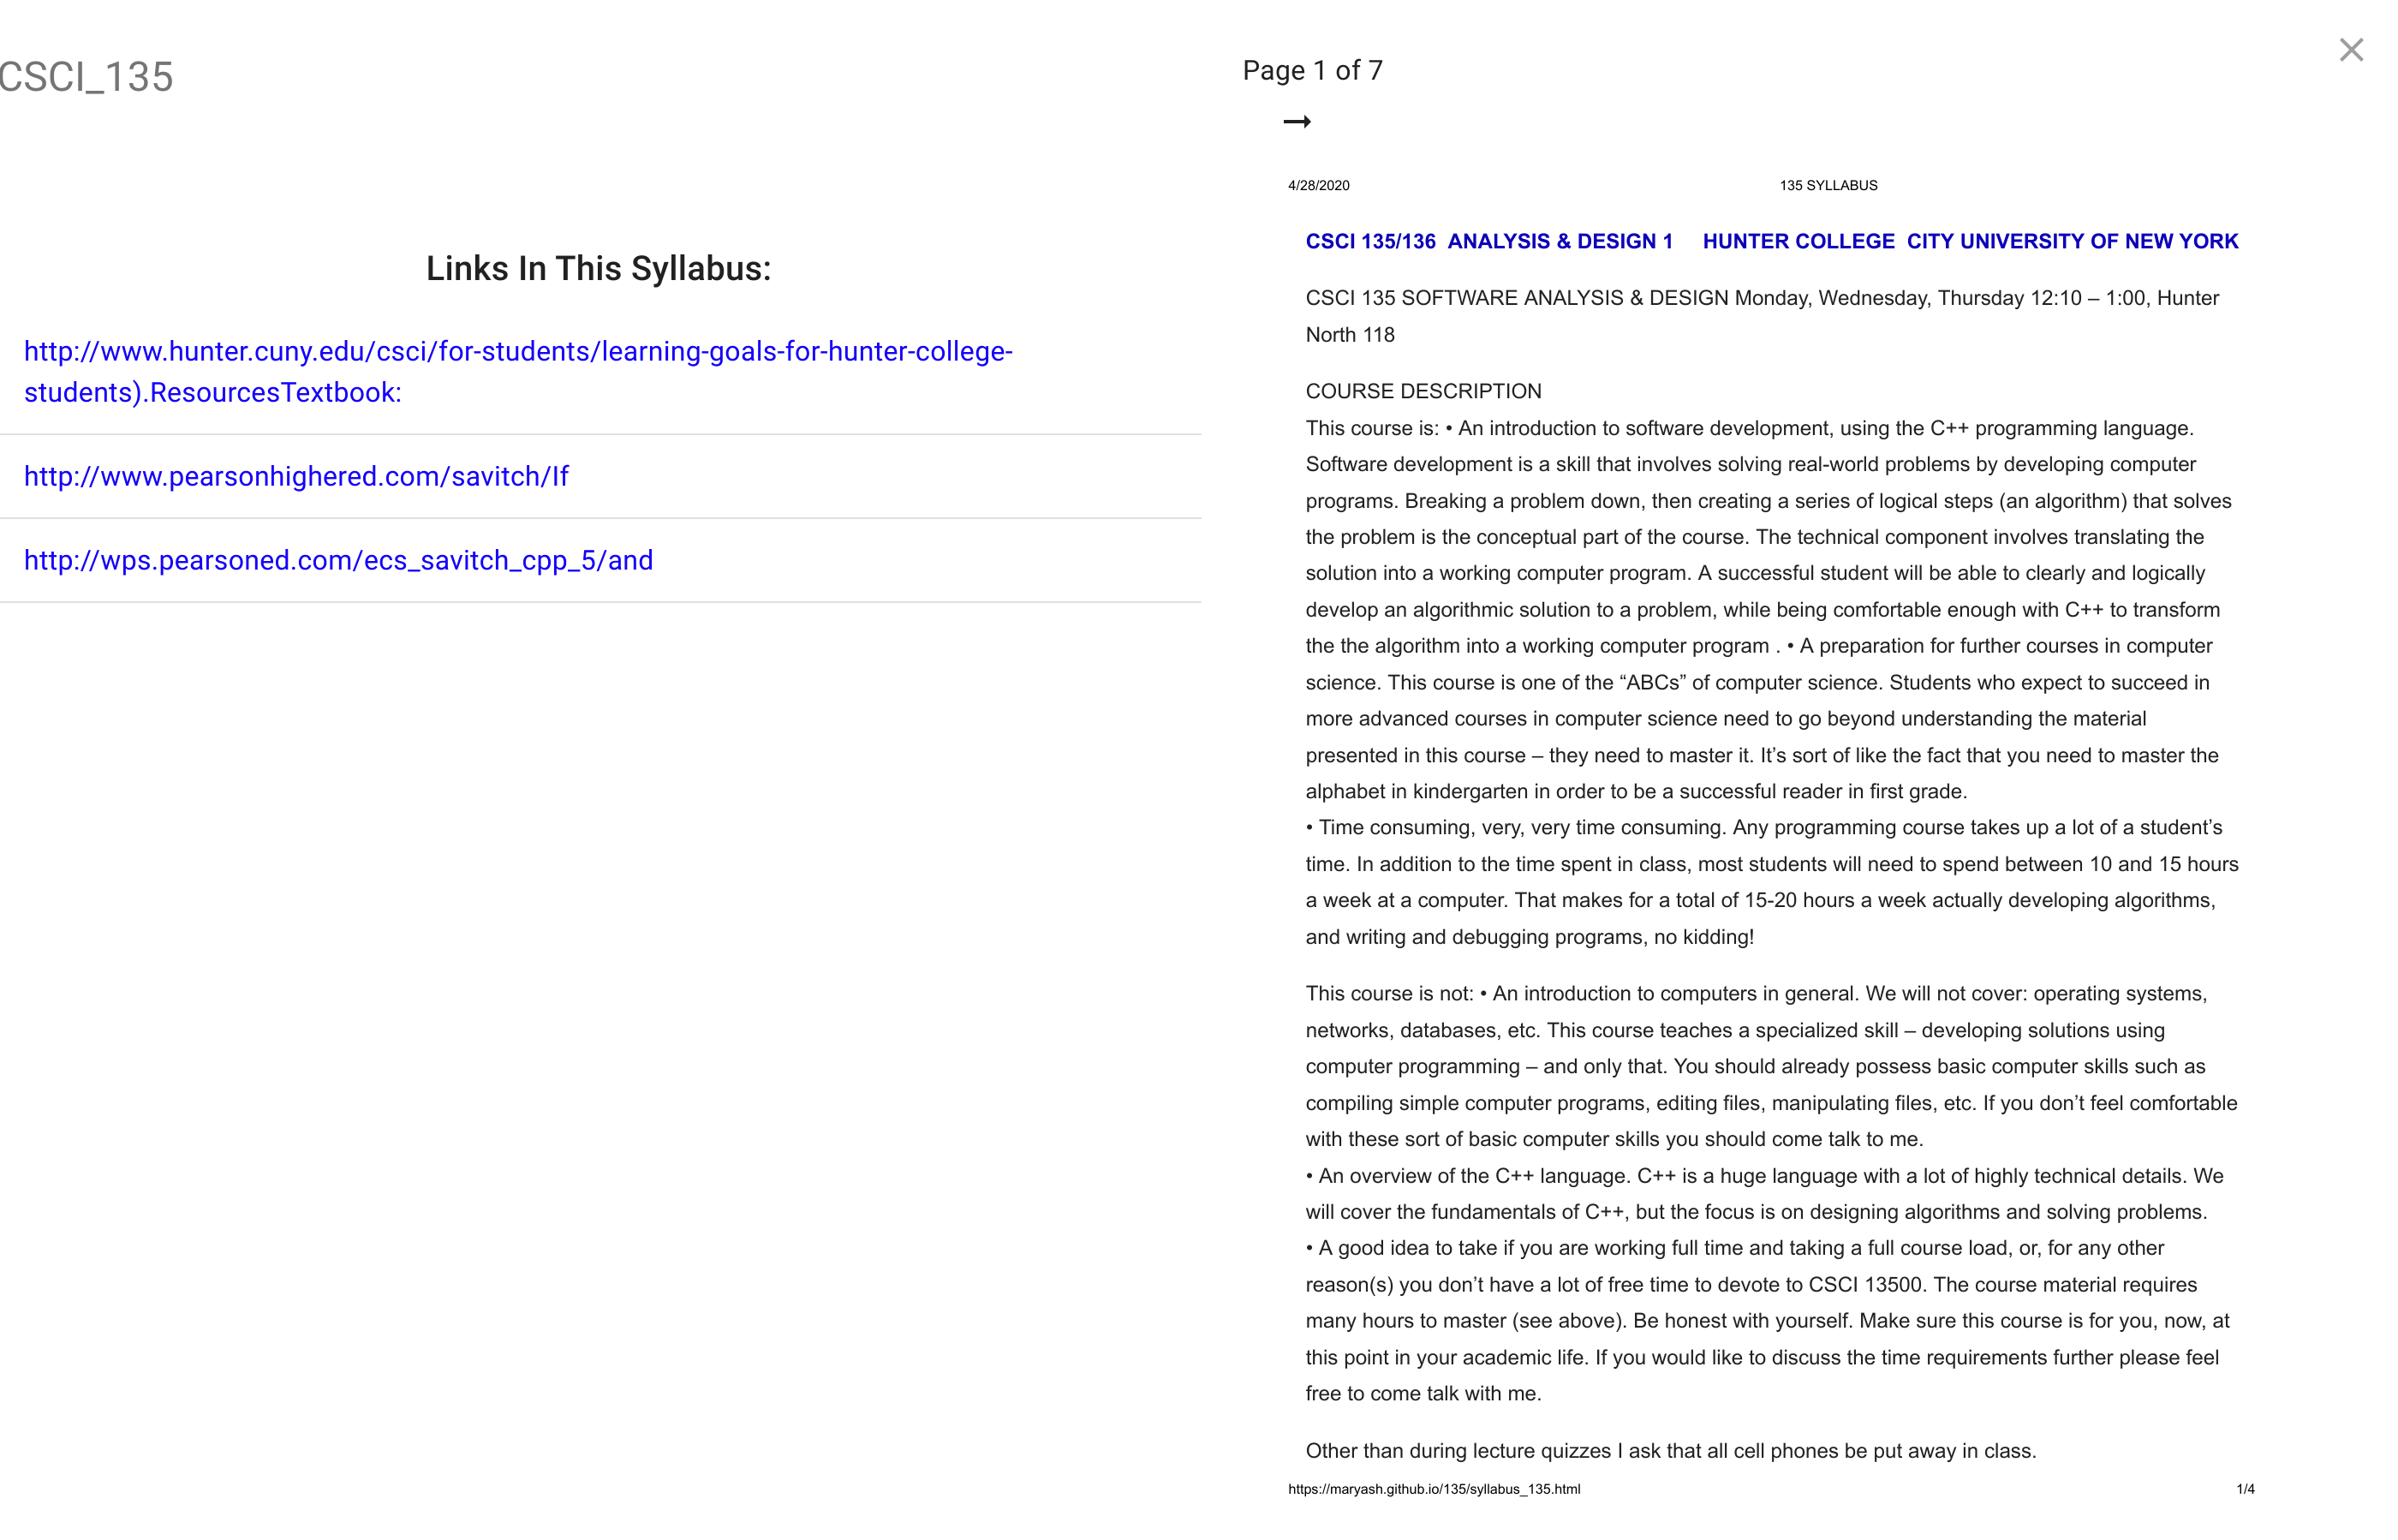 CSCI_135
Links In This Syllabus:
http://www.hunter.cuny.edu/csci/for-students/learning-goals-for-hunter-college-
students).ResourcesTextbook:
http://www.pearsonhighered.com/savitch/If
http://wps.pearsoned.com/ecs_savitch_cpp_5/and
Page 1 of 7
4/28/2020 135 SYLLABUS
CSCI 135/136 ANALYSIS & DESIGN 1 HUNTER COLLEGE CITY UNIVERSITY OF NEW YORK
CSCI 135 SOFTWARE ANALYSIS & DESIGN Monday, Wednesday, Thursday 12:10 – 1:00, Hunter
North 118
COURSE DESCRIPTION
This course is: • An introduction to software development, using the C++ programming language.
Software development is a skill that involves solving real-world problems by developing computer
programs. Breaking a problem down, then creating a series of logical steps (an algorithm) that solves
the problem is the conceptual part of the course. The technical component involves translating the
solution into a working computer program. A successful student will be able to clearly and logically
develop an algorithmic solution to a problem, while being comfortable enough with C++ to transform
the the algorithm into a working computer program . • A preparation for further courses in computer
science. This course is one of the “ABCs” of computer science. Students who expect to succeed in
more advanced courses in computer science need to go beyond understanding the material
presented in this course – they need to master it. It’s sort of like the fact that you need to master the
alphabet in kindergarten in order to be a successful reader in first grade.
• Time consuming, very, very time consuming. Any programming course takes up a lot of a student’s
time. In addition to the time spent in class, most students will need to spend between 10 and 15 hours
a week at a computer. That makes for a total of 15-20 hours a week actually developing algorithms,
and writing and debugging programs, no kidding!
This course is not: • An introduction to computers in general. We will not cover: operating systems,
networks, databases, etc. This course teaches a specialized skill – developing solutions using
computer programming – and only that. You should already possess basic computer skills such as
compiling simple computer programs, editing files, manipulating files, etc. If you don’t feel comfortable
with these sort of basic computer skills you should come talk to me.
• An overview of the C++ language. C++ is a huge language with a lot of highly technical details. We
will cover the fundamentals of C++, but the focus is on designing algorithms and solving problems.
• A good idea to take if you are working full time and taking a full course load, or, for any other
reason(s) you don’t have a lot of free time to devote to CSCI 13500. The course material requires
many hours to master (see above). Be honest with yourself. Make sure this course is for you, now, at
this point in your academic life. If you would like to discuss the time requirements further please feel
free to come talk with me.
Other than during lecture quizzes I ask that all cell phones be put away in class.
https://maryash.github.io/135/syllabus_135.html 1/4